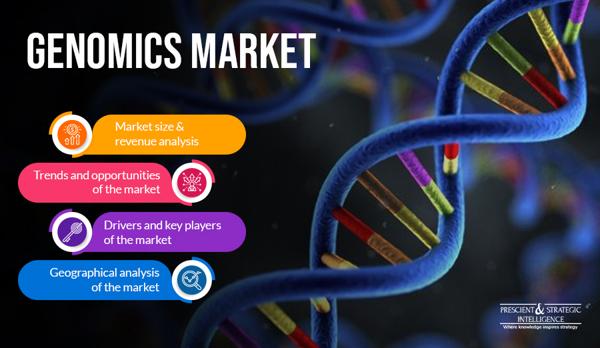 GENOMICS MARKET
Market size &
revenue analysis
Trends and opportunities
of the market
Drivers and key players
of the market
Geographical analysis
of the market
PRESCIENT & STRATEGIC
INTELLIGENCE
Where knowledge inspires strategy